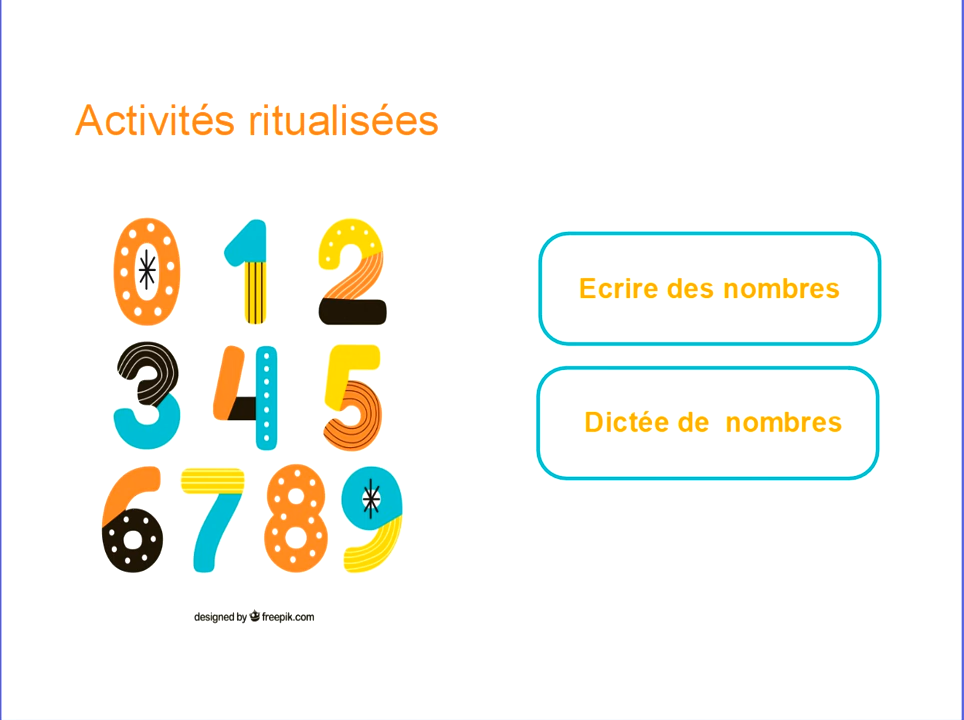 Activités ritualisées
0 1 2
3 4 5
6 7 8 9
Ecrire des nombres
Dictée de  nombres
designed by freepik.com